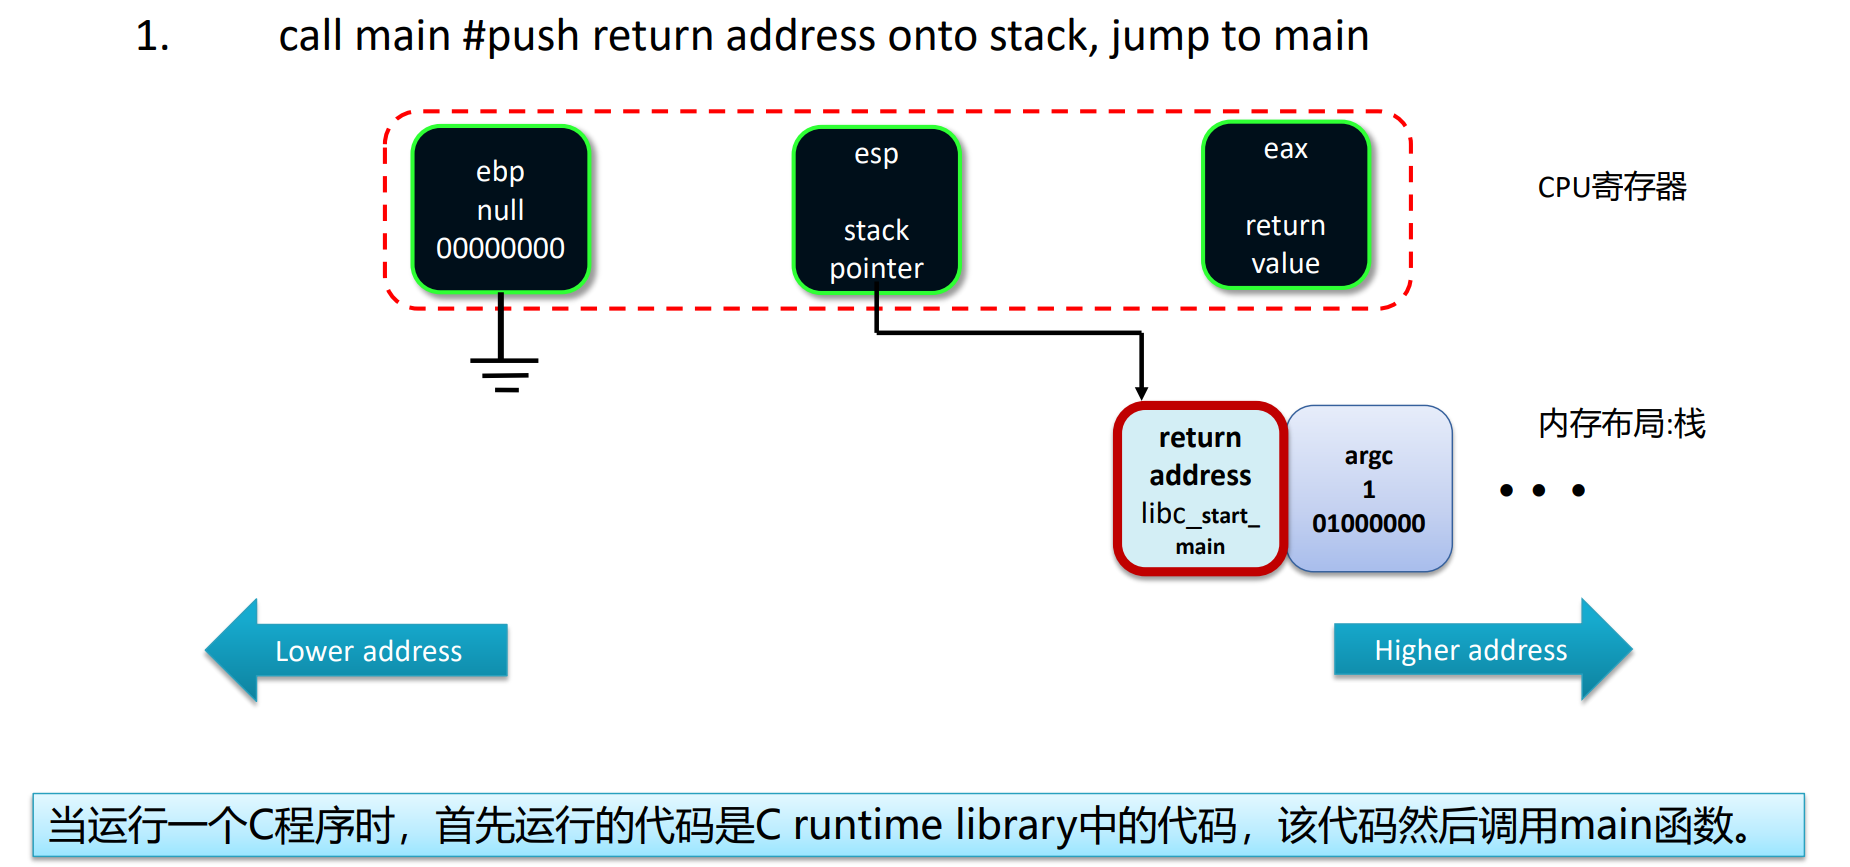 1. call main #push return address onto stack, jump to main
ebp
null
00000000
esp
stack
pointer
eax
return
value
CPU寄存器
return
address
libc_start_
main
argc
1
01000000
内存布局:栈
• • •
Lower address
Higher address
当运行一个C程序时，首先运行的代码是C runtime library中的代码，该代码然后调用main函数。